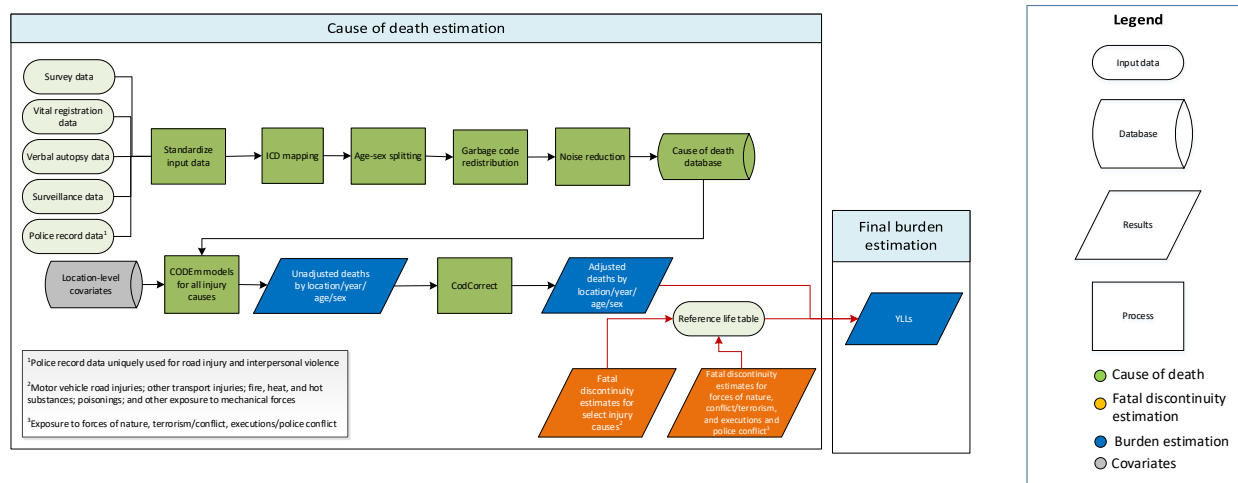 Cause of death estimation
Survey data
Vital registration
data
Verbal autopsy data
Surveillance data
Police record data¹
Standardize
input data
ICD mapping
Age-sex splitting
Garbage code
redistribution
Noise reduction
Cause of death
database
Location-level
covariates
CODEm models
for all injury
causes
Unadjusted deaths
by location/year/
age/sex
CodCorrect
Adjusted
deaths by
location/year/
age/sex
Reference life table
Fatal
discontinuity
estimates for
select injury
causes²
Fatal discontinuity
estimates for
forces of nature,
conflict/terrorism,
and executions and
police conflict³
¹Police record data uniquely used for road injury and interpersonal violence
²Motor vehicle road injuries; other transport injuries; fire, heat, and hot
substances; poisonings; and other exposure to mechanical forces
³Exposure to forces of nature, terrorism/conflict, executions/police conflict
Final burden
estimation
YLLs
Legend
Input data
Database
Results
Process
Cause of death
Fatal discontinuity
estimation
Burden estimation
Covariates